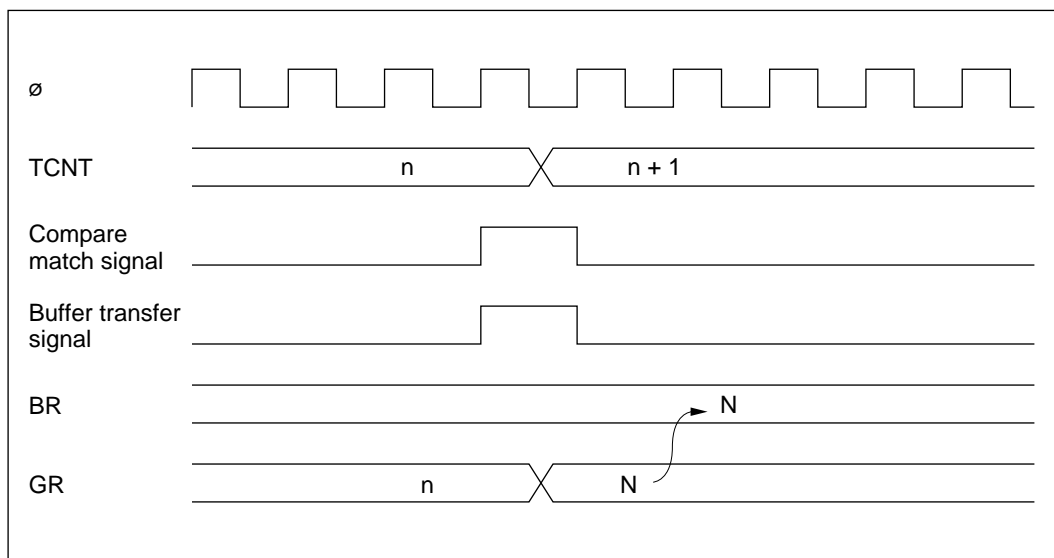 ø
TCNT
n
n + 1
Compare
match signal
Buffer transfer
signal
BR
N
GR
n
N